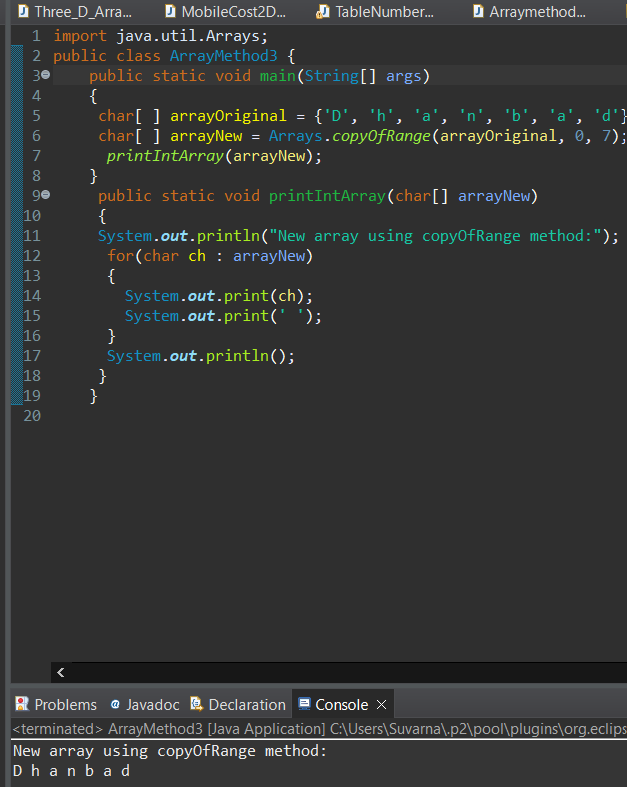 Three_D_Arra... MobileCost2D... TableNumber... Arraymethod...
1 import java.util.Arrays;
2 public class ArrayMethod3 {
3 public static void main(String[] args)
4 {
5 char[ ] arrayOriginal = {'D', 'h', 'a', 'n', 'b', 'a', 'd'}
6 char[ ] arrayNew = Arrays.copyOfRange(arrayOriginal, 0, 7);
7 printIntArray(arrayNew);
8 }
9 public static void printIntArray(char[] arrayNew)
10 {
11 System.out.println("New array using copyOfRange method:");
12 for(char ch : arrayNew)
13 {
14 System.out.print(ch);
15 System.out.print(' ');
16 }
17 System.out.println();
18 }
19 }
20
Problems @ Javadoc Declaration Console
<terminated> ArrayMethod3 [Java Application] C:\Users\Suvarna\.p2\pool\plugins\org.eclips
New array using copyOfRange method:
D h a n b a d